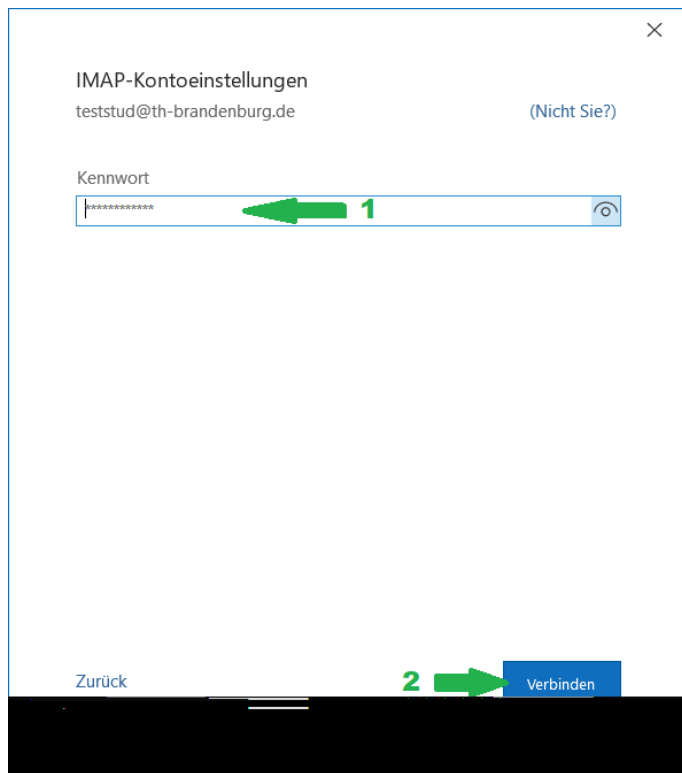 IMAP-Kontoeinstellungen
teststud@th-brandenburg.de (Nicht Sie?)
Kennwort
************ 1
Zurück 2 Verbinden